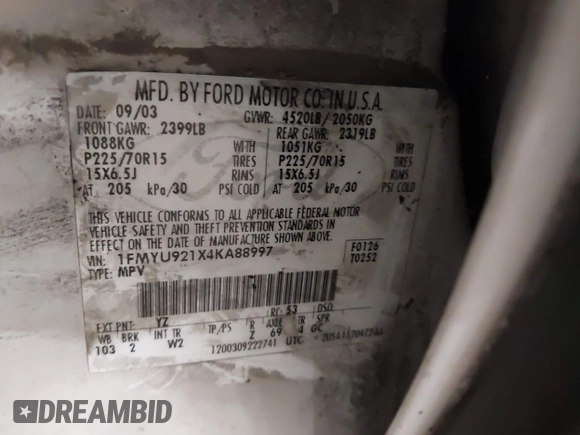 MFD. BY FORD MOTOR CO. IN U.S.A.
DATE: 09/03 GVWR: 4520LB/ 2050KG
FRONT GAWR: 2399LB REAR GAWR: 2319LB
1088KG WITH 1051KG WITH
P225/70R15 TIRES P225/70R15 TIRES
15X6.5J RIMS 15X6.5J RIMS
AT 205 kPa/30 PSI COLD AT 205 kPa/30 PSI COLD
THIS VEHICLE CONFORMS TO ALL APPLICABLE FEDERAL MOTOR
VEHICLE SAFETY AND THEFT PREVENTION STANDARDS IN
EFFECT ON THE DATE OF MANUFACTURE SHOWN ABOVE.
VIN: 1FMYU921X4KA88997 F0126
TYPE: MPV T0252
EXT PNT: YZ RC: 53 DSO:
WB BRK INT TR TP/PS R AXLE TR SPR
103 2 W2 Z 69 4 GC
1200309222741 UTC
Ford
DREAMBID